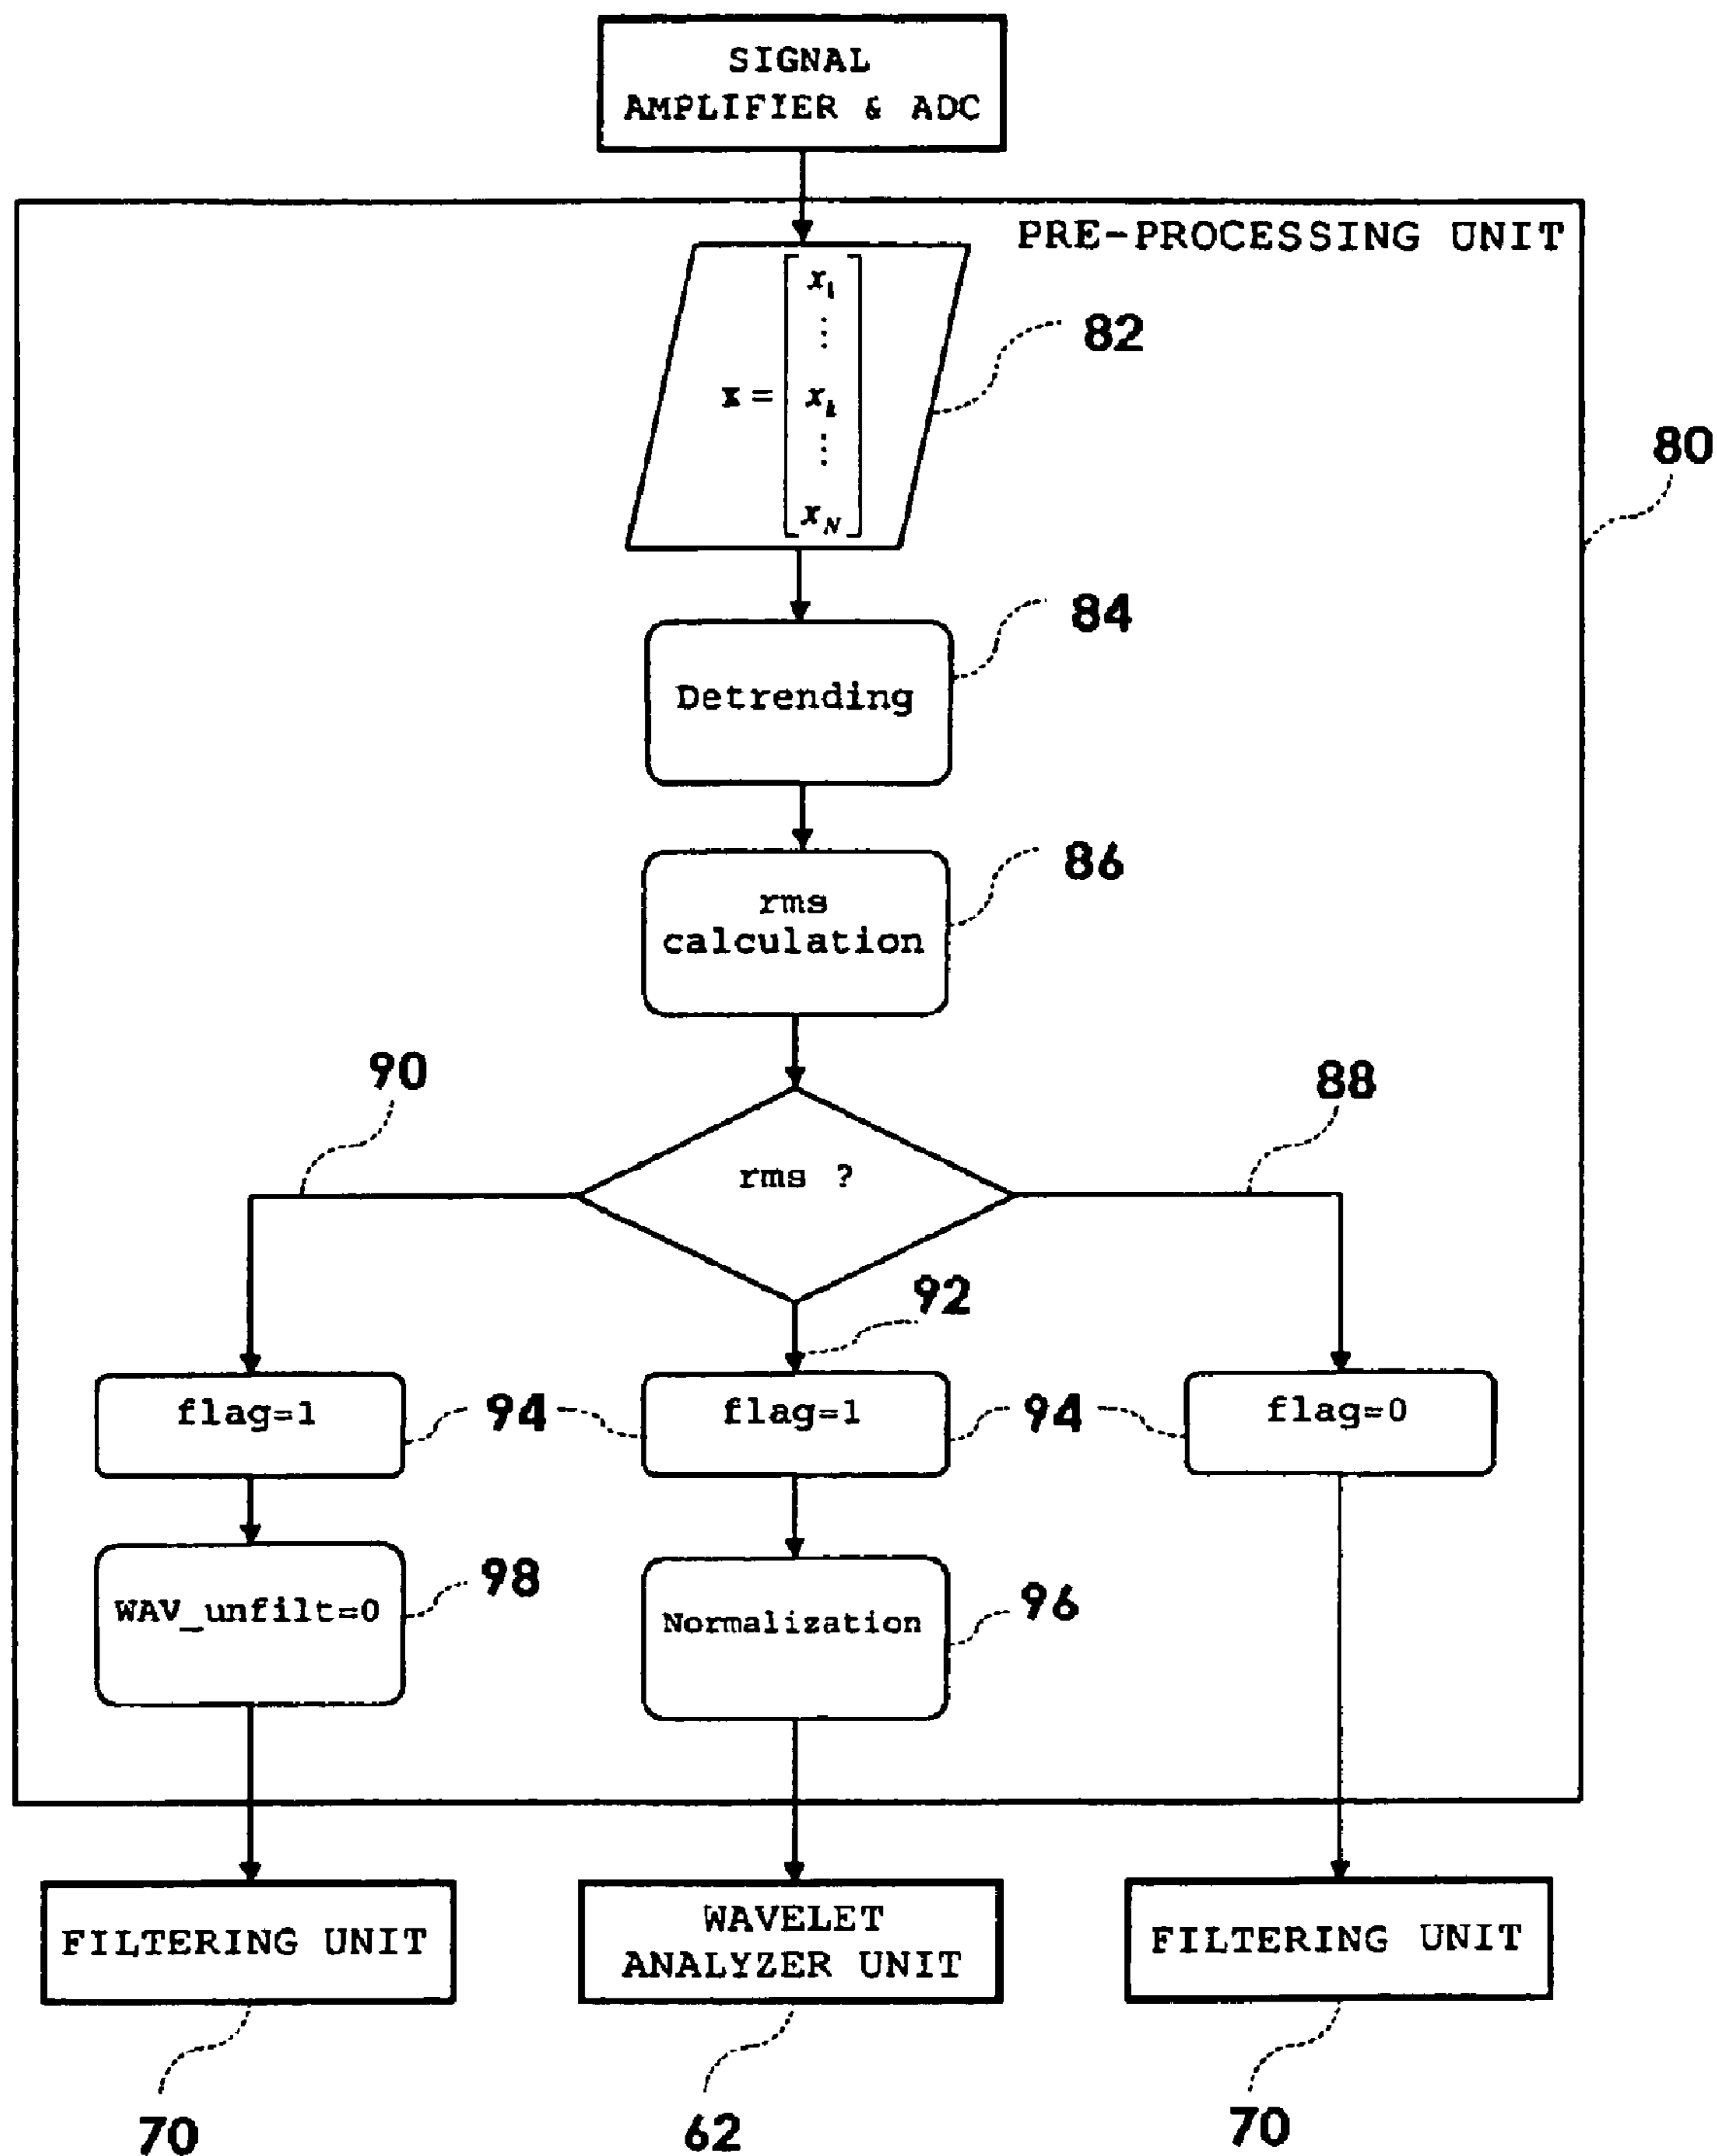 SIGNAL
AMPLIFIER & ADC
PRE-PROCESSING UNIT
x1
⋮
x = xk
⋮
xN
82
80
Detrending
84
rms
calculation
86
90
88
rms ?
92
flag=1
94
flag=1
94
flag=0
WAV_unfilt=0
98
Normalization
96
FILTERING UNIT
WAVELET
ANALYZER UNIT
FILTERING UNIT
70
62
70